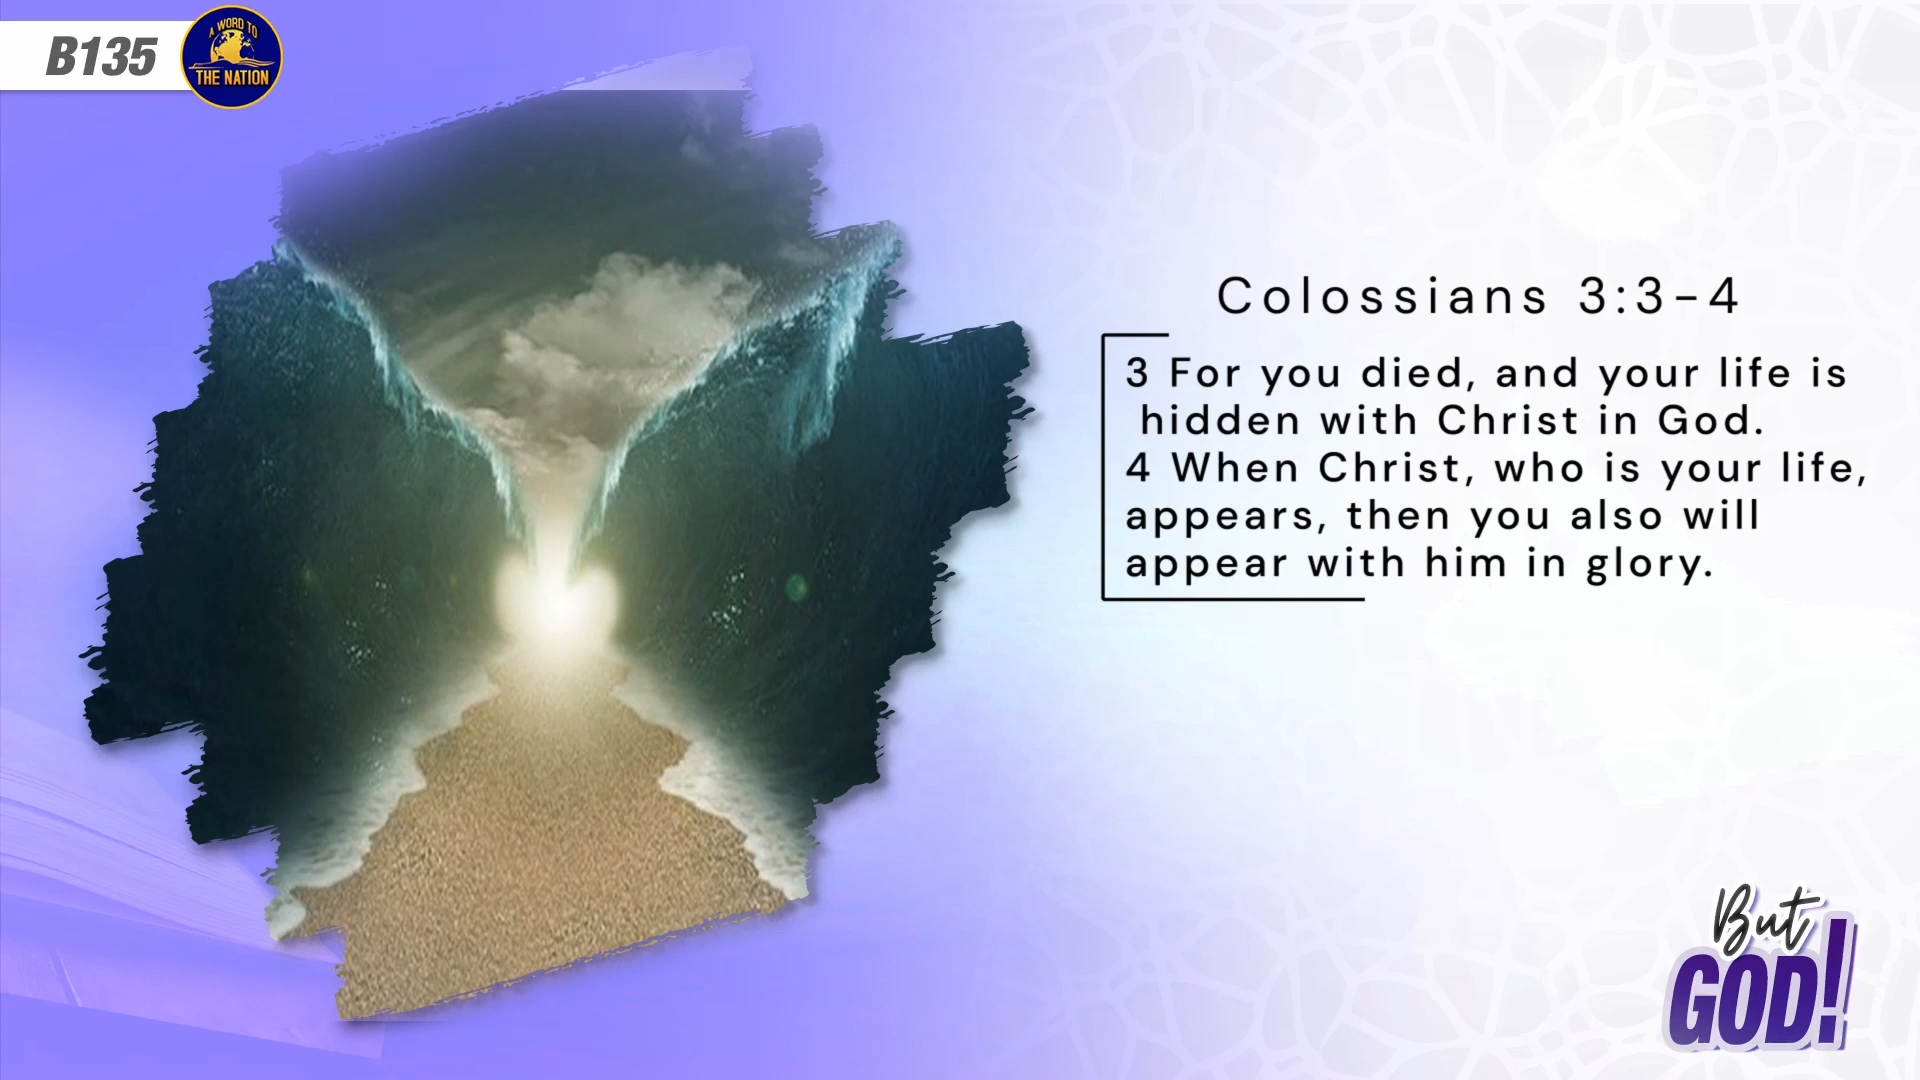 B135
A WORD TO
THE NATION
Colossians 3:3-4
3 For you died, and your life is
hidden with Christ in God.
4 When Christ, who is your life,
appears, then you also will
appear with him in glory.
But
GOD!